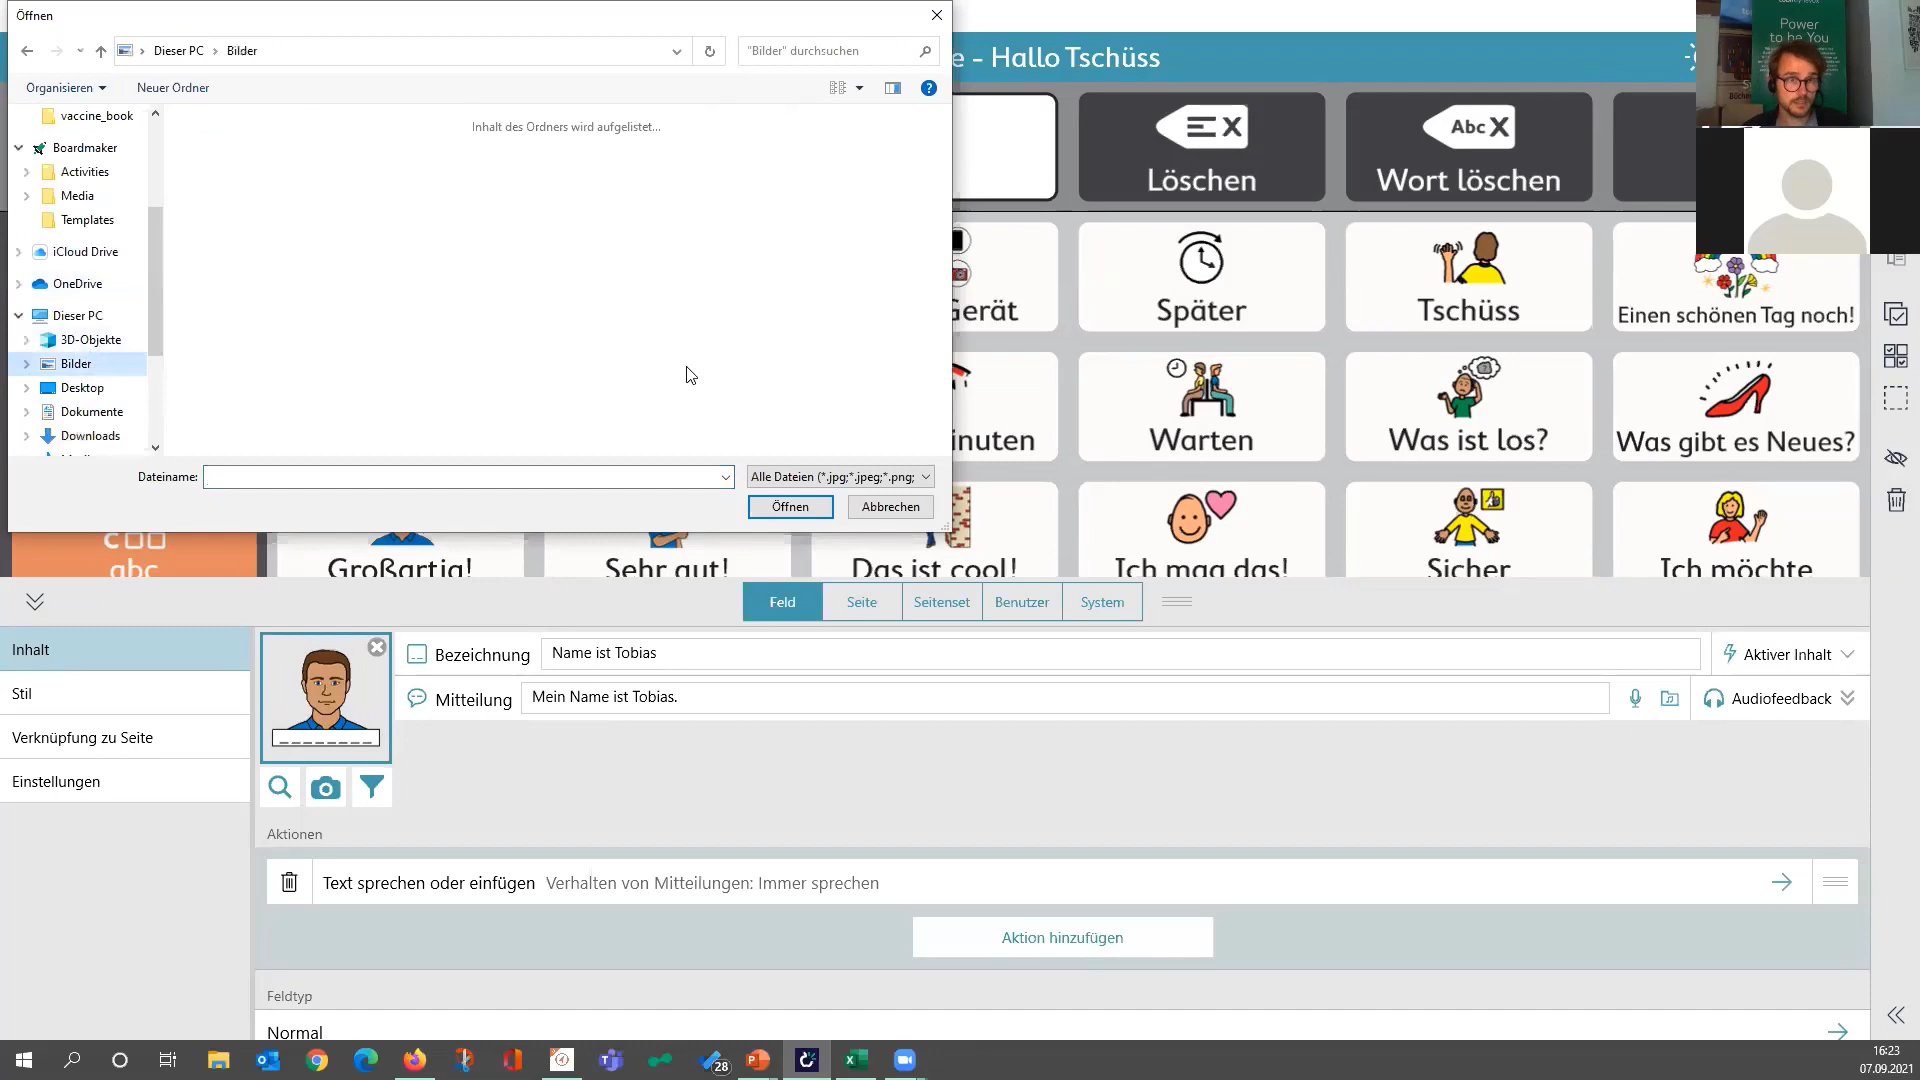 Öffnen
Dieser PC
Bilder
"Bilder" durchsuchen
Organisieren
Neuer Ordner
vaccine_book
Boardmaker
Activities
Media
Templates
iCloud Drive
OneDrive
Dieser PC
3D-Objekte
Bilder
Desktop
Dokumente
Downloads
Inhalt des Ordners wird aufgelistet...
Dateiname:
Alle Dateien (*.jpg;*.jpeg;*.png;
Öffnen
Abbrechen
e - Hallo Tschüss
Power
to be You
Löschen
Abc X
Wort löschen
Gerät
Später
Tschüss
Einen schönen Tag noch!
inuten
Warten
Was ist los?
Was gibt es Neues?
abc
Großartig!
Sehr gut!
Das ist cool!
Ich mag das!
Sicher
Ich möchte
Feld
Seite
Seitenset
Benutzer
System
Inhalt
Stil
Verknüpfung zu Seite
Einstellungen
Bezeichnung
Name ist Tobias
Aktiver Inhalt
Mitteilung
Mein Name ist Tobias.
Audiofeedback
Aktionen
Text sprechen oder einfügen Verhalten von Mitteilungen: Immer sprechen
Aktion hinzufügen
Feldtyp
Normal
28
16:23
07.09.2021